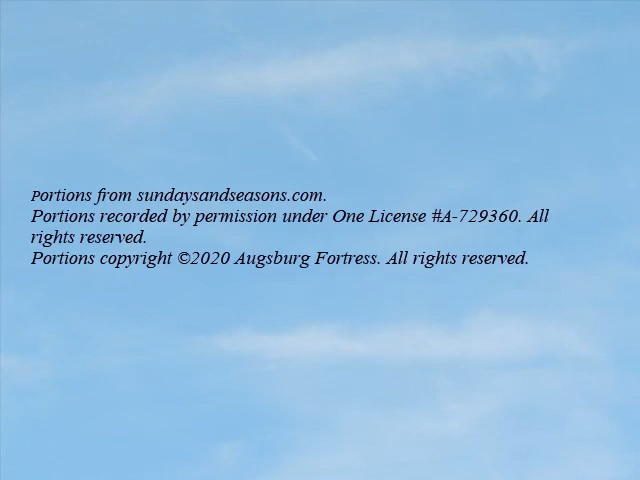 Portions from sundaysandseasons.com.
Portions recorded by permission under One License #A-729360. All
rights reserved.
Portions copyright ©2020 Augsburg Fortress. All rights reserved.